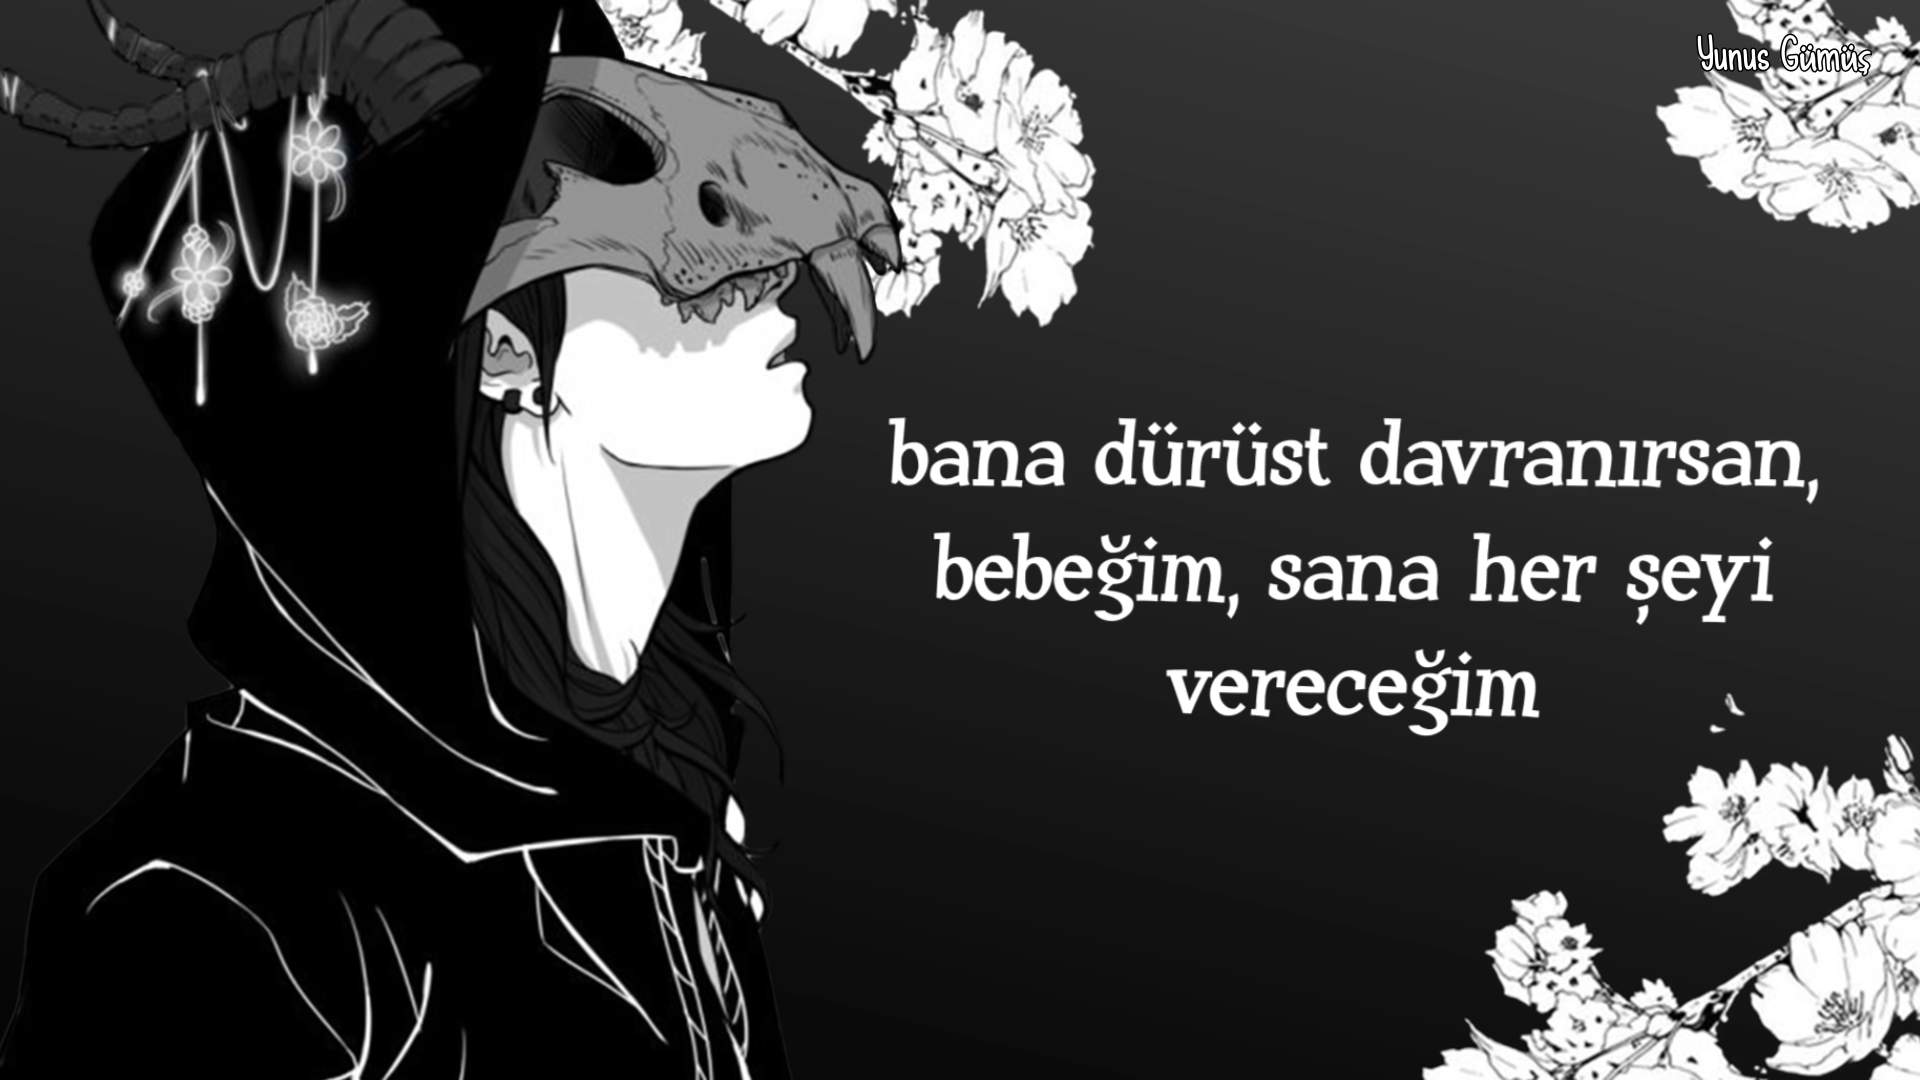 Yunus Gümüş
bana dürüst davranırsan,
bebeğim, sana her şeyi
vereceğim